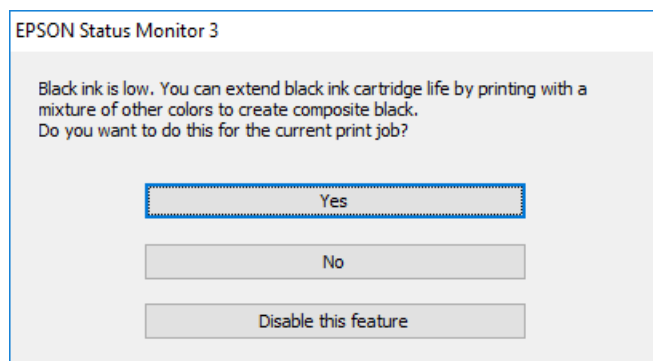 EPSON Status Monitor 3
Black ink is low. You can extend black ink cartridge life by printing with a
mixture of other colors to create composite black.
Do you want to do this for the current print job?
Yes
No
Disable this feature